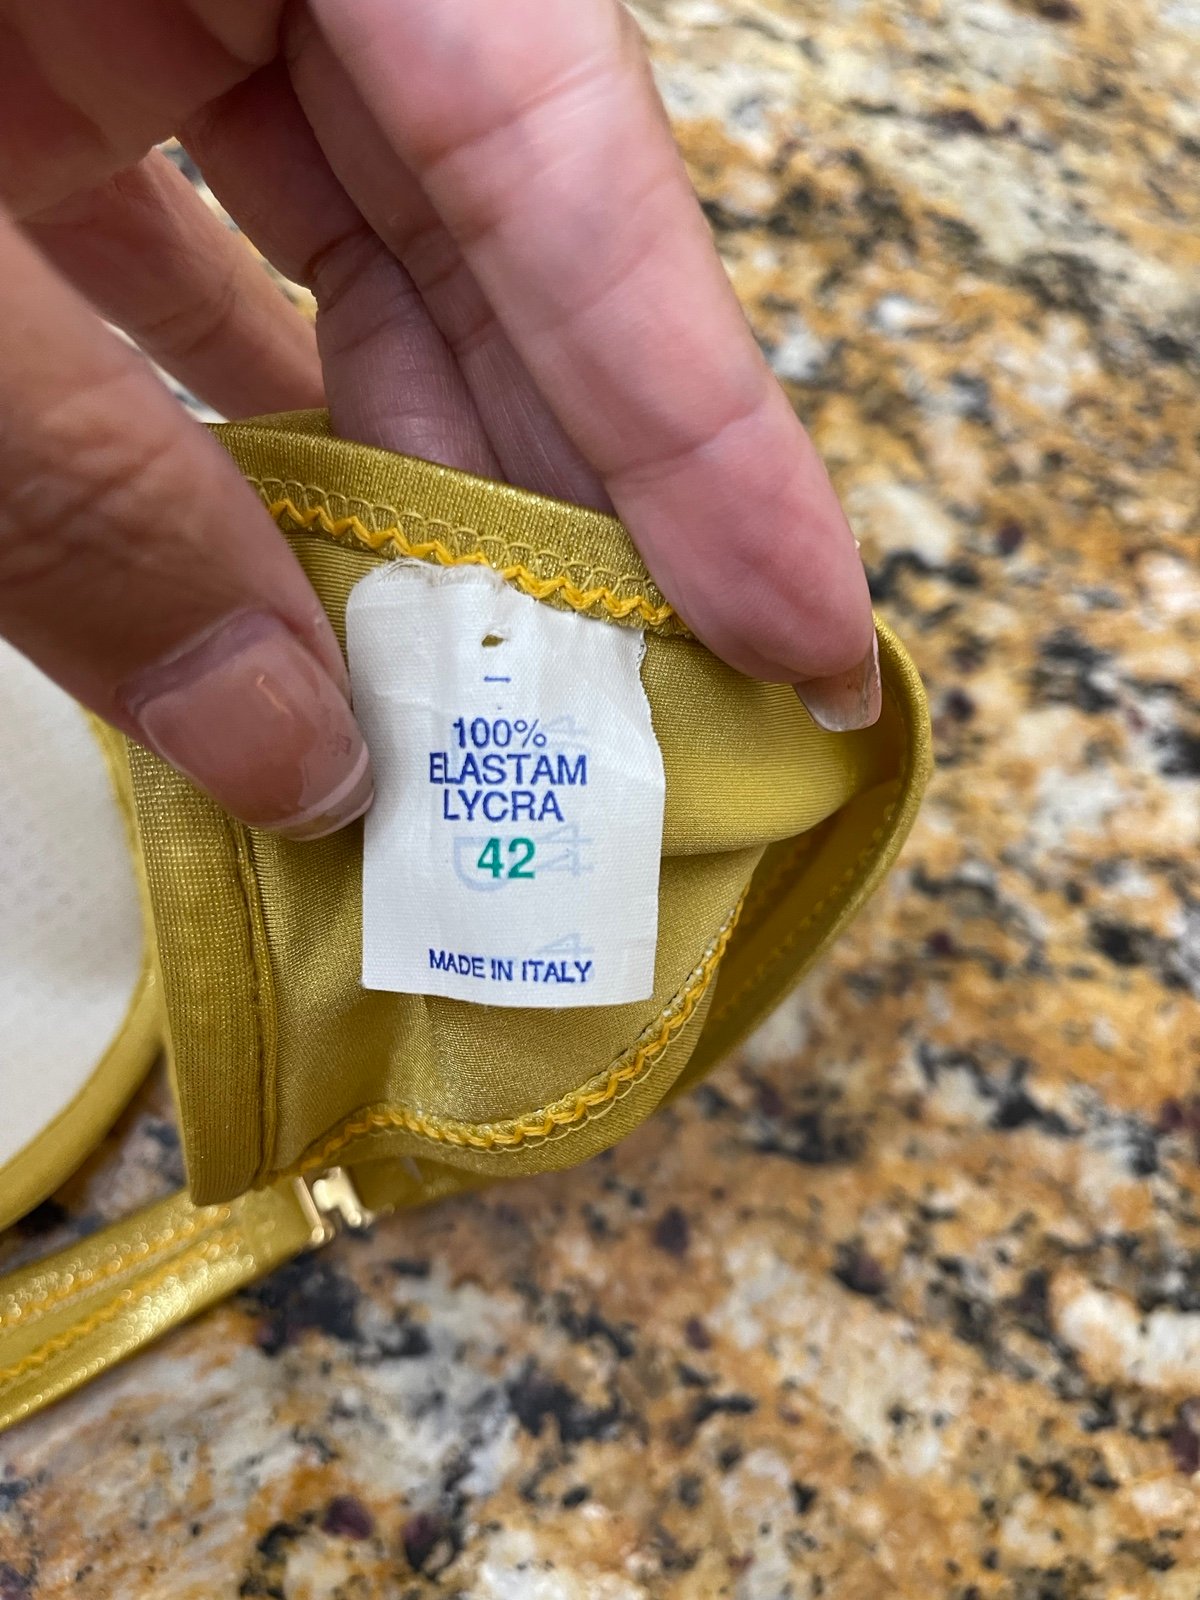 I
100%
ELASTAM
LYCRA
42
MADE IN ITALY